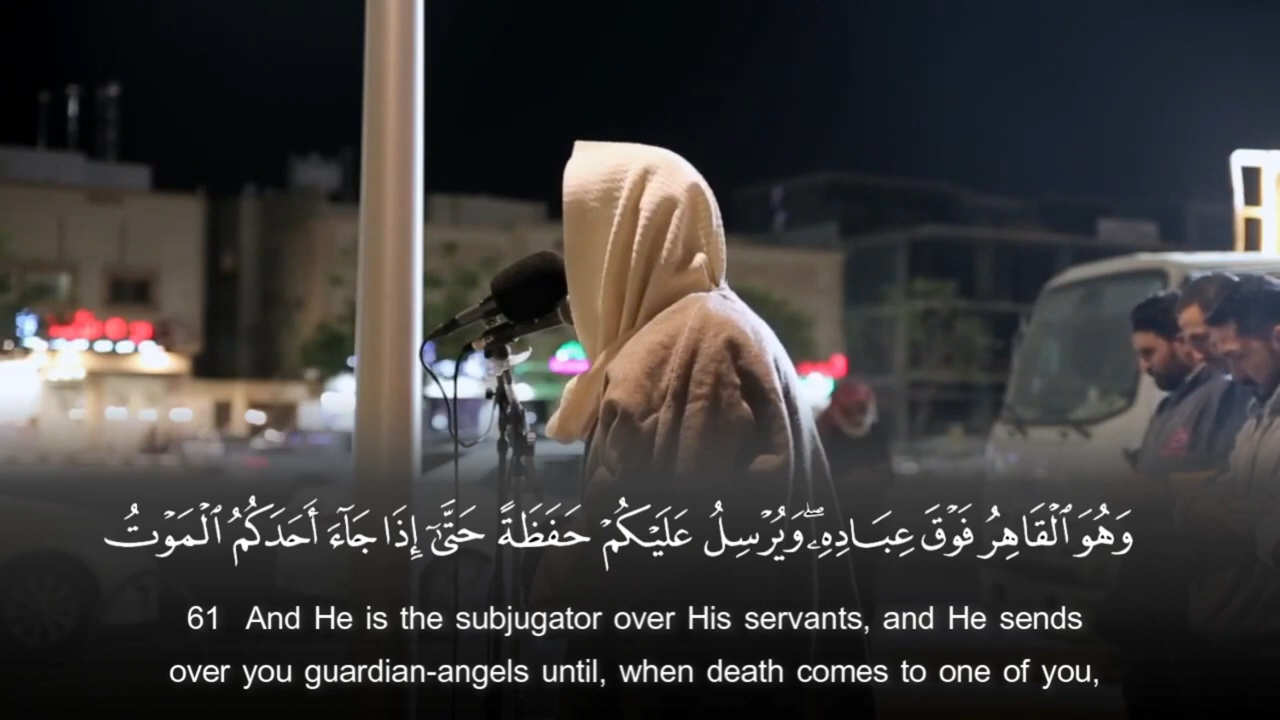 وَهُوَ ٱلْقَاهِرُ فَوْقَ عِبَادِهِۦۖ وَيُرْسِلُ عَلَيْكُمْ حَفَظَةً حَتَّىٰٓ إِذَا جَآءَ أَحَدَكُمُ ٱلْمَوْتُ
61 And He is the subjugator over His servants, and He sends
over you guardian-angels until, when death comes to one of you,